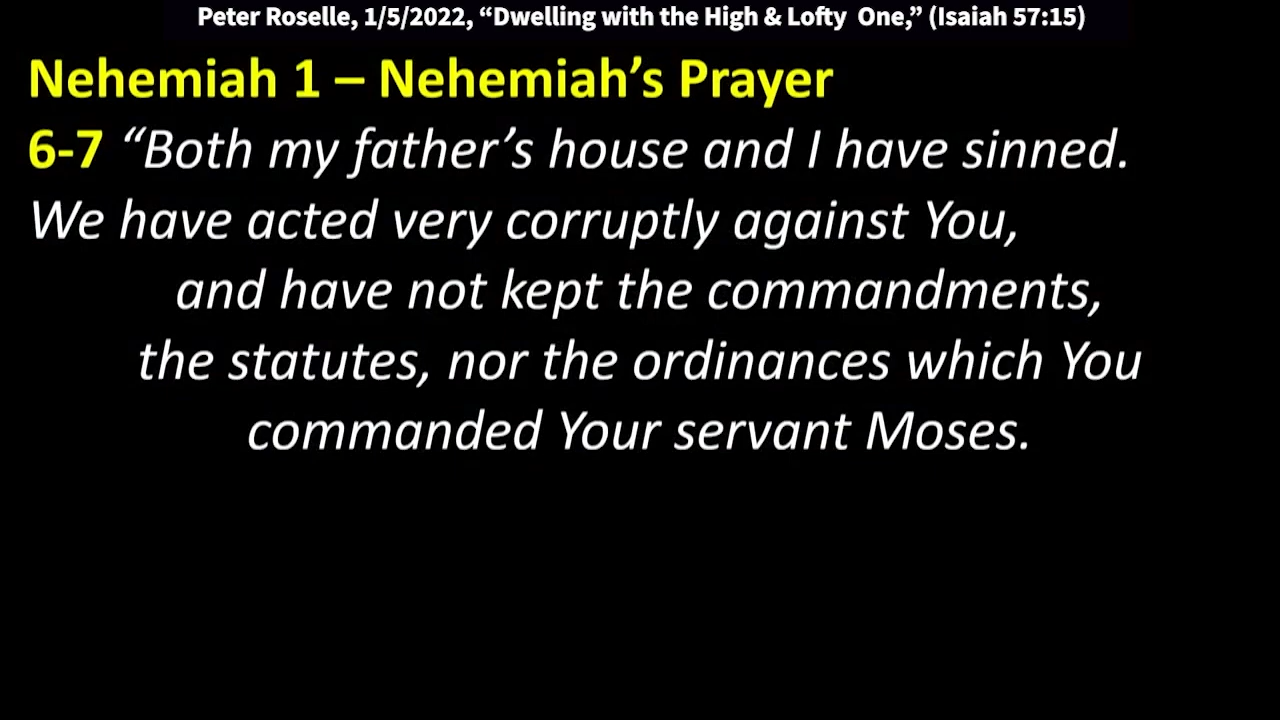 Peter Roselle, 1/5/2022, “Dwelling with the High & Lofty One,” (Isaiah 57:15)
Nehemiah 1 – Nehemiah’s Prayer
6-7 “Both my father’s house and I have sinned.
We have acted very corruptly against You,
and have not kept the commandments,
the statutes, nor the ordinances which You
commanded Your servant Moses.